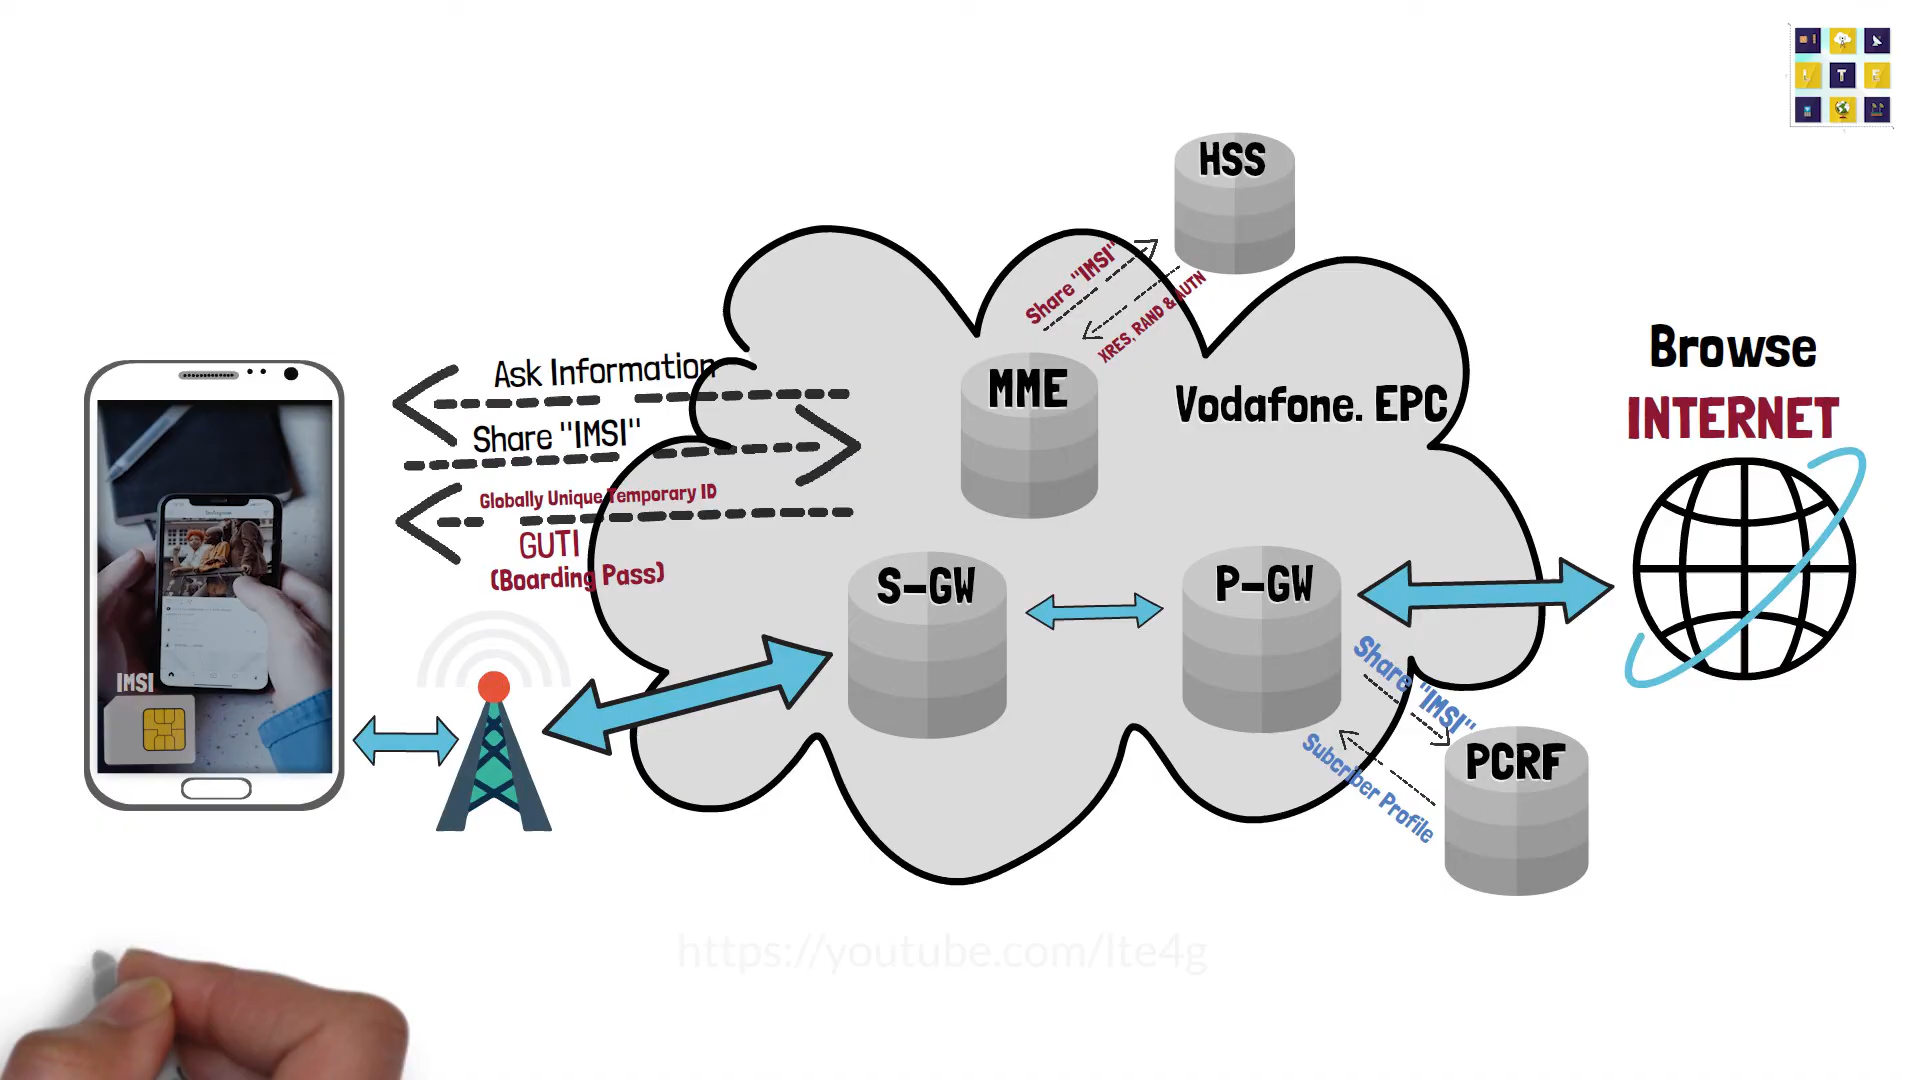 L T E
HSS
Share "IMSI"
XRES, RAND & AUTN
Browse
INTERNET
Ask Information
MME
Vodafone. EPC
Share "IMSI"
Globally Unique Temporary ID
GUTI
(Boarding Pass)
S-GW
P-GW
IMSI
Share "IMSI"
Subcriber Profile
PCRF
https://youtube.com/lte4g